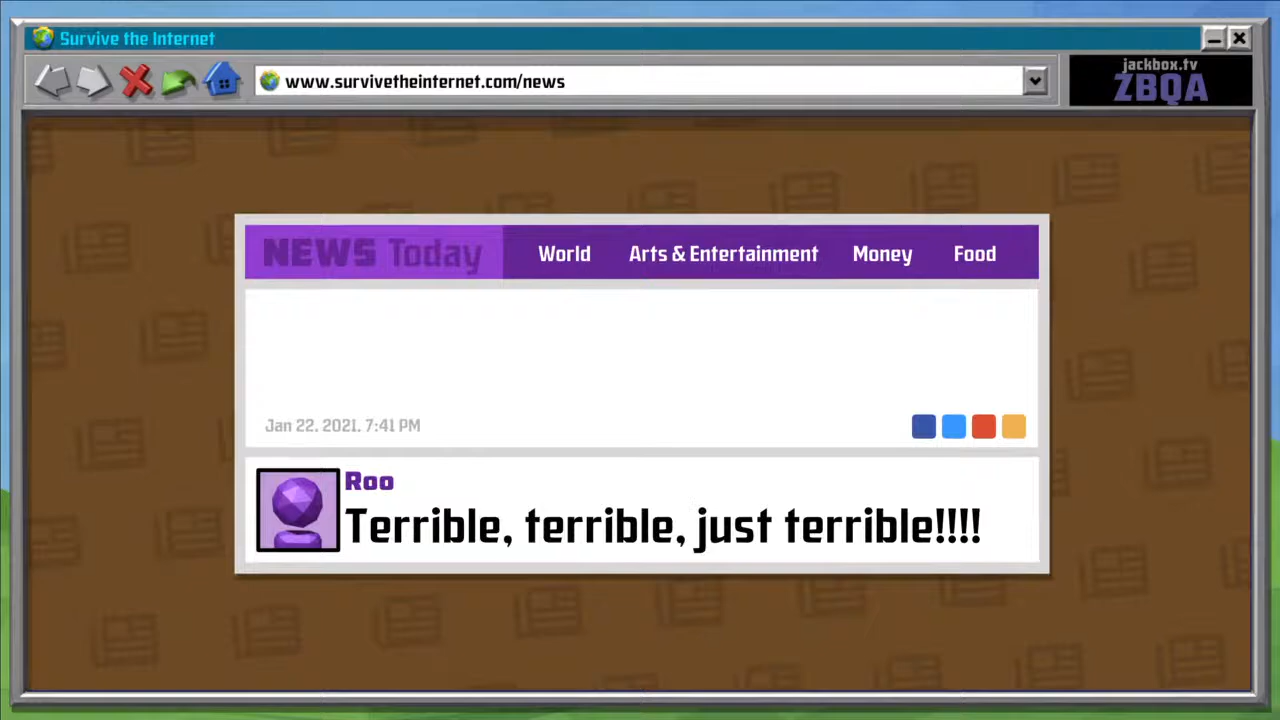 Survive the Internet
www.survivetheinternet.com/news
jackbox.tv
ZBQA
NEWS Today World Arts & Entertainment Money Food
Jan 22, 2021, 7:41 PM
Roo
Terrible, terrible, just terrible!!!!